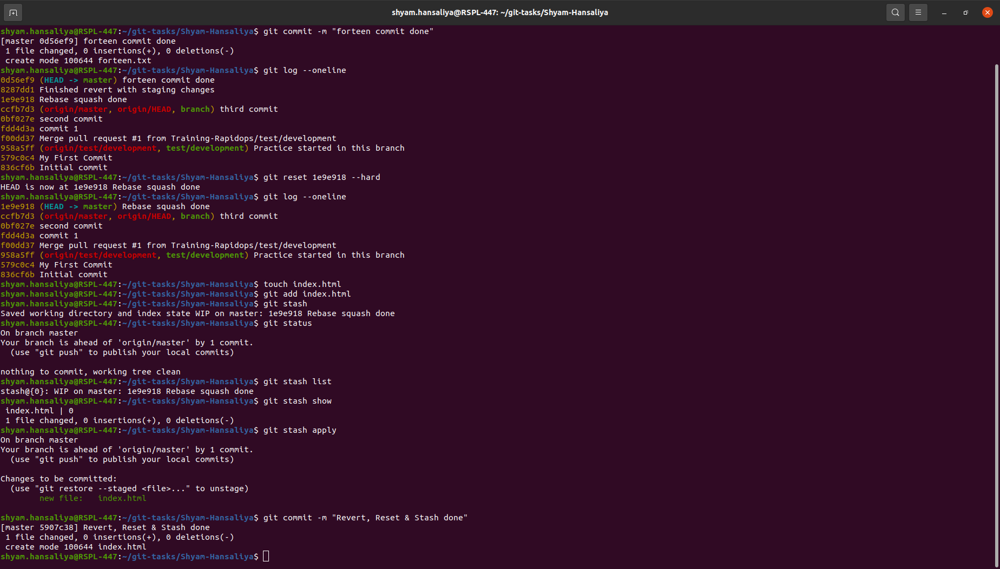 shyam.hansaliya@RSPL-447: ~/git-tasks/Shyam-Hansaliya
shyam.hansaliya@RSPL-447:~/git-tasks/Shyam-Hansaliya$ git commit -m "forteen commit done"
[master 0d56ef9] forteen commit done
 1 file changed, 0 insertions(+), 0 deletions(-)
 create mode 100644 forteen.txt
shyam.hansaliya@RSPL-447:~/git-tasks/Shyam-Hansaliya$ git log --oneline
0d56ef9 (HEAD -> master) forteen commit done
8287dd1 Finished revert with staging changes
1e9e918 Rebase squash done
ccfb7d3 (origin/master, origin/HEAD, branch) third commit
0bf027e second commit
fdd4d3a commit 1
f00dd37 Merge pull request #1 from Training-Rapidops/test/development
958a5ff (origin/test/development, test/development) Practice started in this branch
579c0c4 My First Commit
836cf6b Initial commit
shyam.hansaliya@RSPL-447:~/git-tasks/Shyam-Hansaliya$ git reset 1e9e918 --hard
HEAD is now at 1e9e918 Rebase squash done
shyam.hansaliya@RSPL-447:~/git-tasks/Shyam-Hansaliya$ git log --oneline
1e9e918 (HEAD -> master) Rebase squash done
ccfb7d3 (origin/master, origin/HEAD, branch) third commit
0bf027e second commit
fdd4d3a commit 1
f00dd37 Merge pull request #1 from Training-Rapidops/test/development
958a5ff (origin/test/development, test/development) Practice started in this branch
579c0c4 My First Commit
836cf6b Initial commit
shyam.hansaliya@RSPL-447:~/git-tasks/Shyam-Hansaliya$ touch index.html
shyam.hansaliya@RSPL-447:~/git-tasks/Shyam-Hansaliya$ git add index.html
shyam.hansaliya@RSPL-447:~/git-tasks/Shyam-Hansaliya$ git stash
Saved working directory and index state WIP on master: 1e9e918 Rebase squash done
shyam.hansaliya@RSPL-447:~/git-tasks/Shyam-Hansaliya$ git status
On branch master
Your branch is ahead of 'origin/master' by 1 commit.
  (use "git push" to publish your local commits)

nothing to commit, working tree clean
shyam.hansaliya@RSPL-447:~/git-tasks/Shyam-Hansaliya$ git stash list
stash@{0}: WIP on master: 1e9e918 Rebase squash done
shyam.hansaliya@RSPL-447:~/git-tasks/Shyam-Hansaliya$ git stash show
 index.html | 0
 1 file changed, 0 insertions(+), 0 deletions(-)
shyam.hansaliya@RSPL-447:~/git-tasks/Shyam-Hansaliya$ git stash apply
On branch master
Your branch is ahead of 'origin/master' by 1 commit.
  (use "git push" to publish your local commits)

Changes to be committed:
  (use "git restore --staged <file>..." to unstage)
        new file:   index.html

shyam.hansaliya@RSPL-447:~/git-tasks/Shyam-Hansaliya$ git commit -m "Revert, Reset & Stash done"
[master 5907c38] Revert, Reset & Stash done
 1 file changed, 0 insertions(+), 0 deletions(-)
 create mode 100644 index.html
shyam.hansaliya@RSPL-447:~/git-tasks/Shyam-Hansaliya$